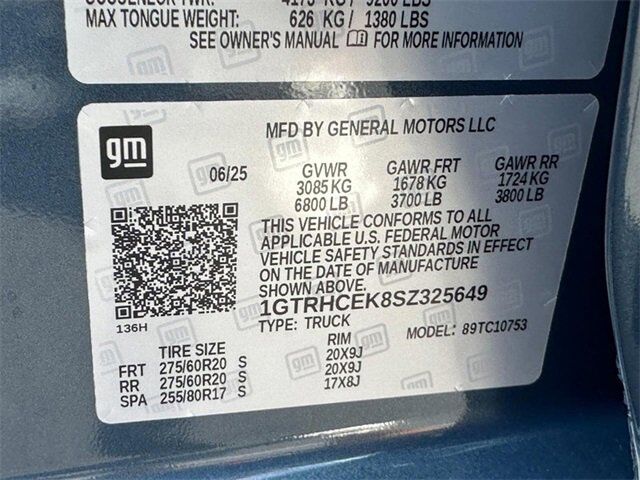 4173 KG / 9200 LBS
MAX TONGUE WEIGHT: 626 KG / 1380 LBS
SEE OWNER'S MANUAL FOR MORE INFORMATION
gm
MFD BY GENERAL MOTORS LLC
06/25
GVWR GAWR FRT GAWR RR
3085 KG 1678 KG 1724 KG
6800 LB 3700 LB 3800 LB
THIS VEHICLE CONFORMS TO ALL
APPLICABLE U.S. FEDERAL MOTOR
VEHICLE SAFETY STANDARDS IN EFFECT
ON THE DATE OF MANUFACTURE
SHOWN ABOVE.
1GTRHCEK8SZ325649
136H
TYPE: TRUCK MODEL: 89TC10753
TIRE SIZE RIM
FRT 275/60R20 S 20X9J
RR 275/60R20 S 20X9J
SPA 255/80R17 S 17X8J